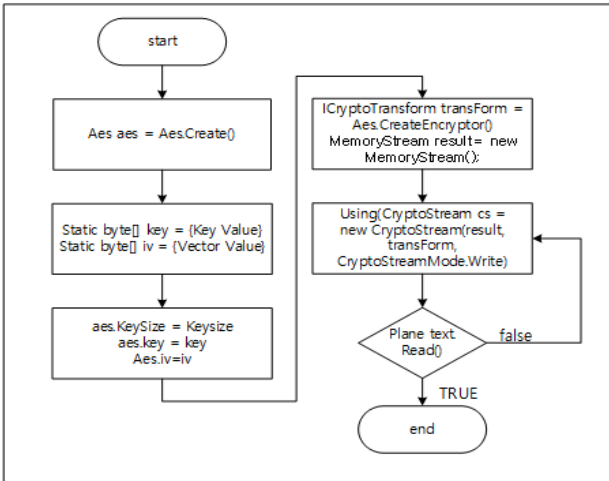 start
Aes aes = Aes.Create()
Static byte[] key = {Key Value}
Static byte[] iv = {Vector Value}
aes.KeySize = Keysize
aes.key = key
Aes.iv=iv
ICryptoTransform transForm =
Aes.CreateEncryptor()
MemoryStream result= new
MemoryStream();
Using(CryptoStream cs =
new CryptoStream(result,
transForm,
CryptoStreamMode.Write)
Plane text.
Read()
false
TRUE
end